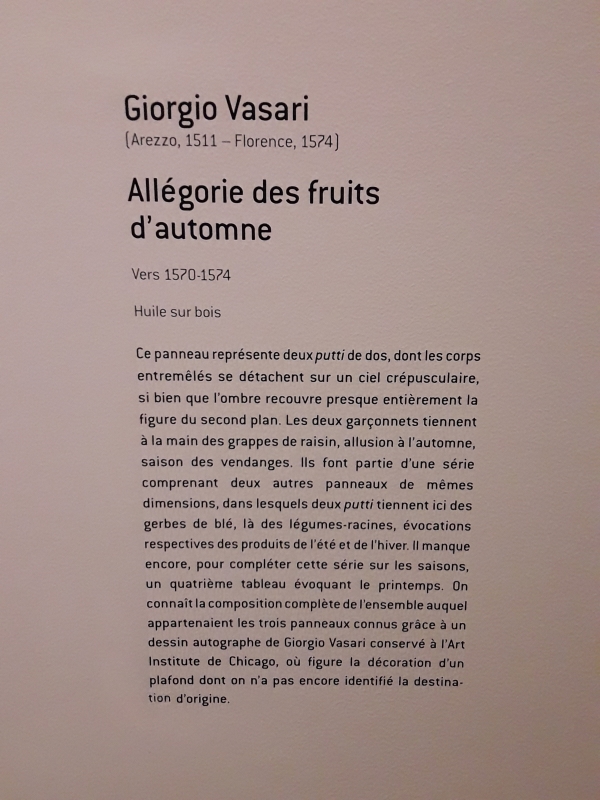 Giorgio Vasari
(Arezzo, 1511 – Florence, 1574)
Allégorie des fruits
d'automne
Vers 1570-1574
Huile sur bois
Ce panneau représente deux putti de dos, dont les corps
entremêlés se détachent sur un ciel crépusculaire,
si bien que l'ombre recouvre presque entièrement la
figure du second plan. Les deux garçonnets tiennent
à la main des grappes de raisin, allusion à l'automne,
saison des vendanges. Ils font partie d'une série
comprenant deux autres panneaux de mêmes
dimensions, dans lesquels deux putti tiennent ici des
gerbes de blé, là des légumes-racines, évocations
respectives des produits de l'été et de l'hiver. Il manque
encore, pour compléter cette série sur les saisons,
un quatrième tableau évoquant le printemps. On
connaît la composition complète de l'ensemble auquel
appartenaient les trois panneaux connus grâce à un
dessin autographe de Giorgio Vasari conservé à l'Art
Institute de Chicago, où figure la décoration d'un
plafond dont on n'a pas encore identifié la destina-
tion d'origine.